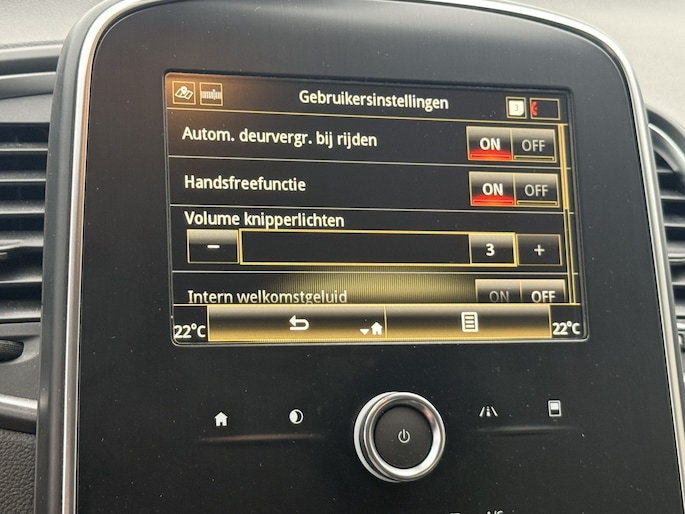 Gebruikersinstellingen
3
Autom. deurvergr. bij rijden
ON OFF
Handsfreefunctie
ON OFF
Volume knipperlichten
− 3 +
Intern welkomstgeluid
ON OFF
22°C 22°C